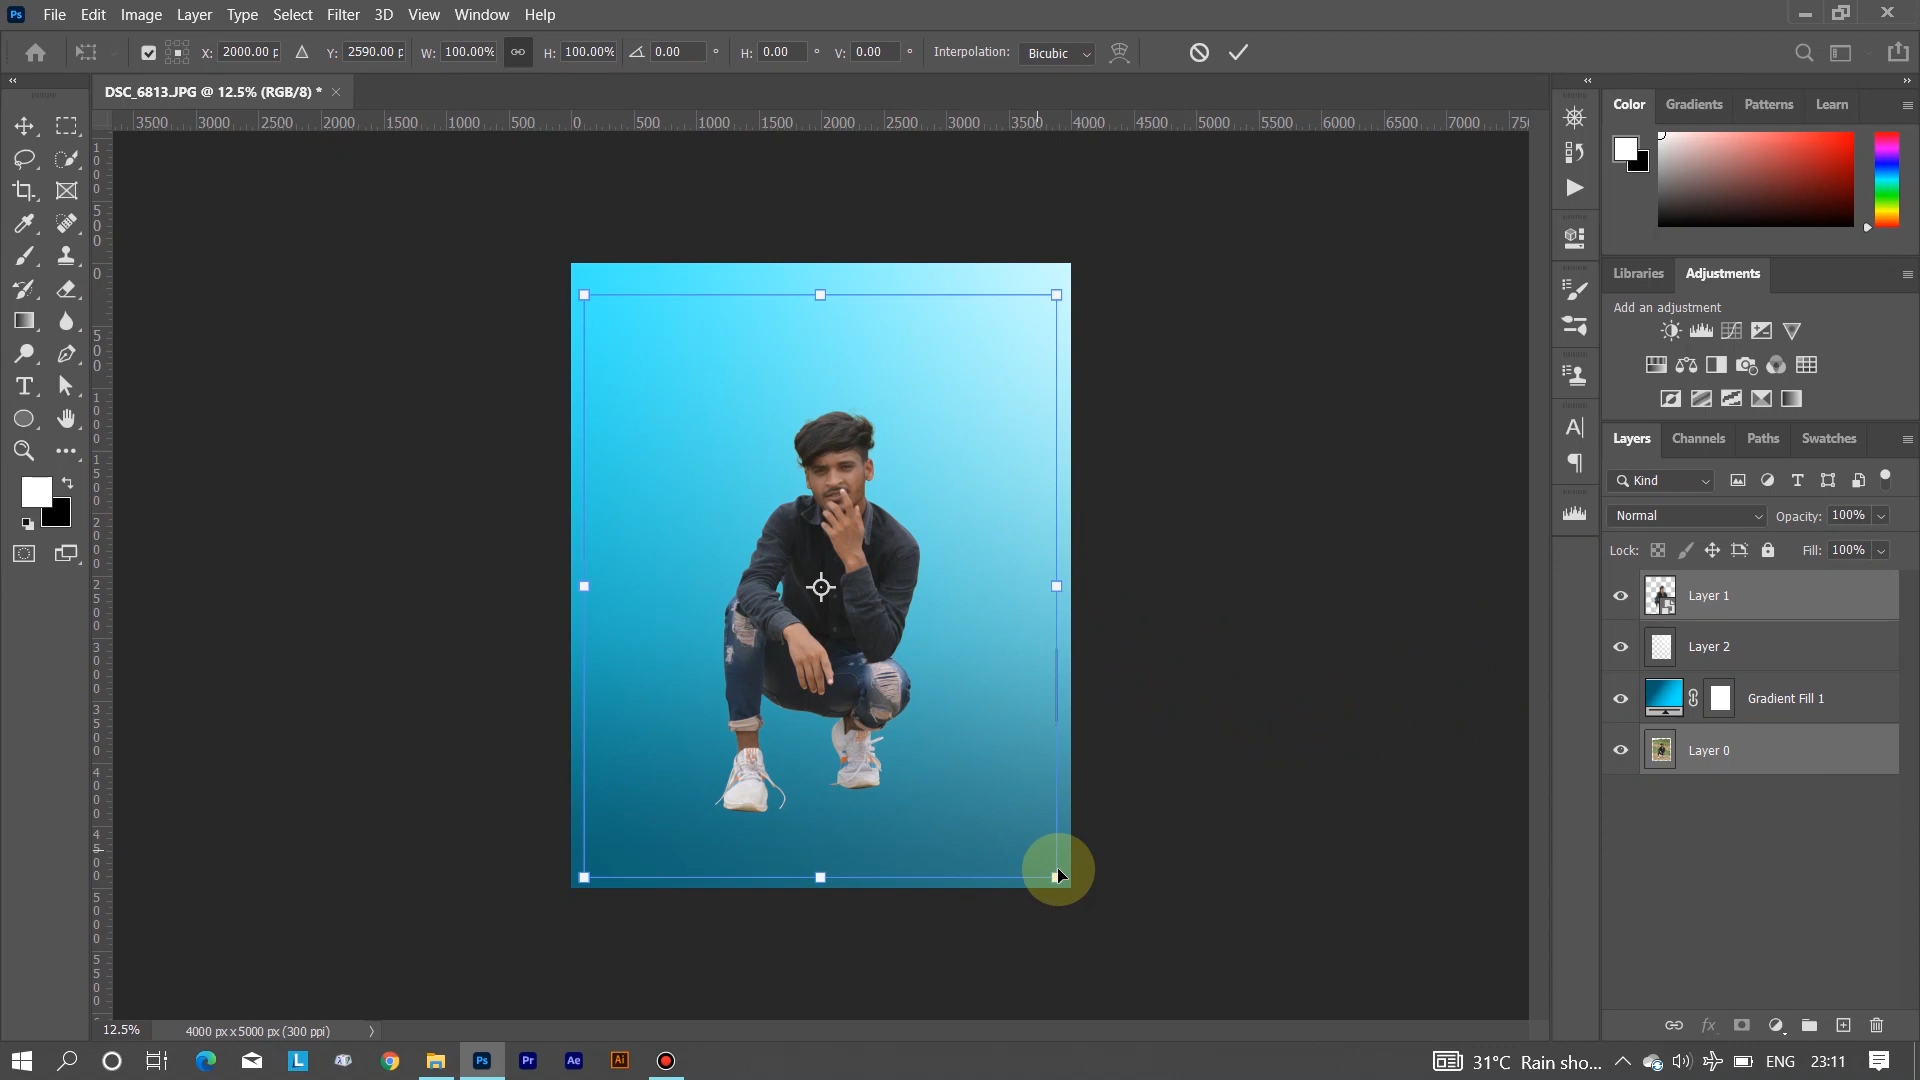 Ps File Edit Image Layer Type Select Filter 3D View Window Help
X: 2000.00 p Y: 2590.00 p W: 100.00% H: 100.00% 0.00 ° H: 0.00 ° V: 0.00 ° Interpolation: Bicubic
DSC_6813.JPG @ 12.5% (RGB/8) * ×
Color Gradients Patterns Learn
3500 3000 2500 2000 1500 1000 500 0 500 1000 1500 2000 2500 3000 3500 4000 4500 5000 5500 6000 6500 7000
Libraries Adjustments
Add an adjustment
Layers Channels Paths Swatches
Kind
Normal Opacity: 100%
Lock: Fill: 100%
Layer 1
Layer 2
Gradient Fill 1
Layer 0
12.5% 4000 px x 5000 px (300 ppi)
Ps Pr Ae Ai 31°C Rain sho... ENG 23:11